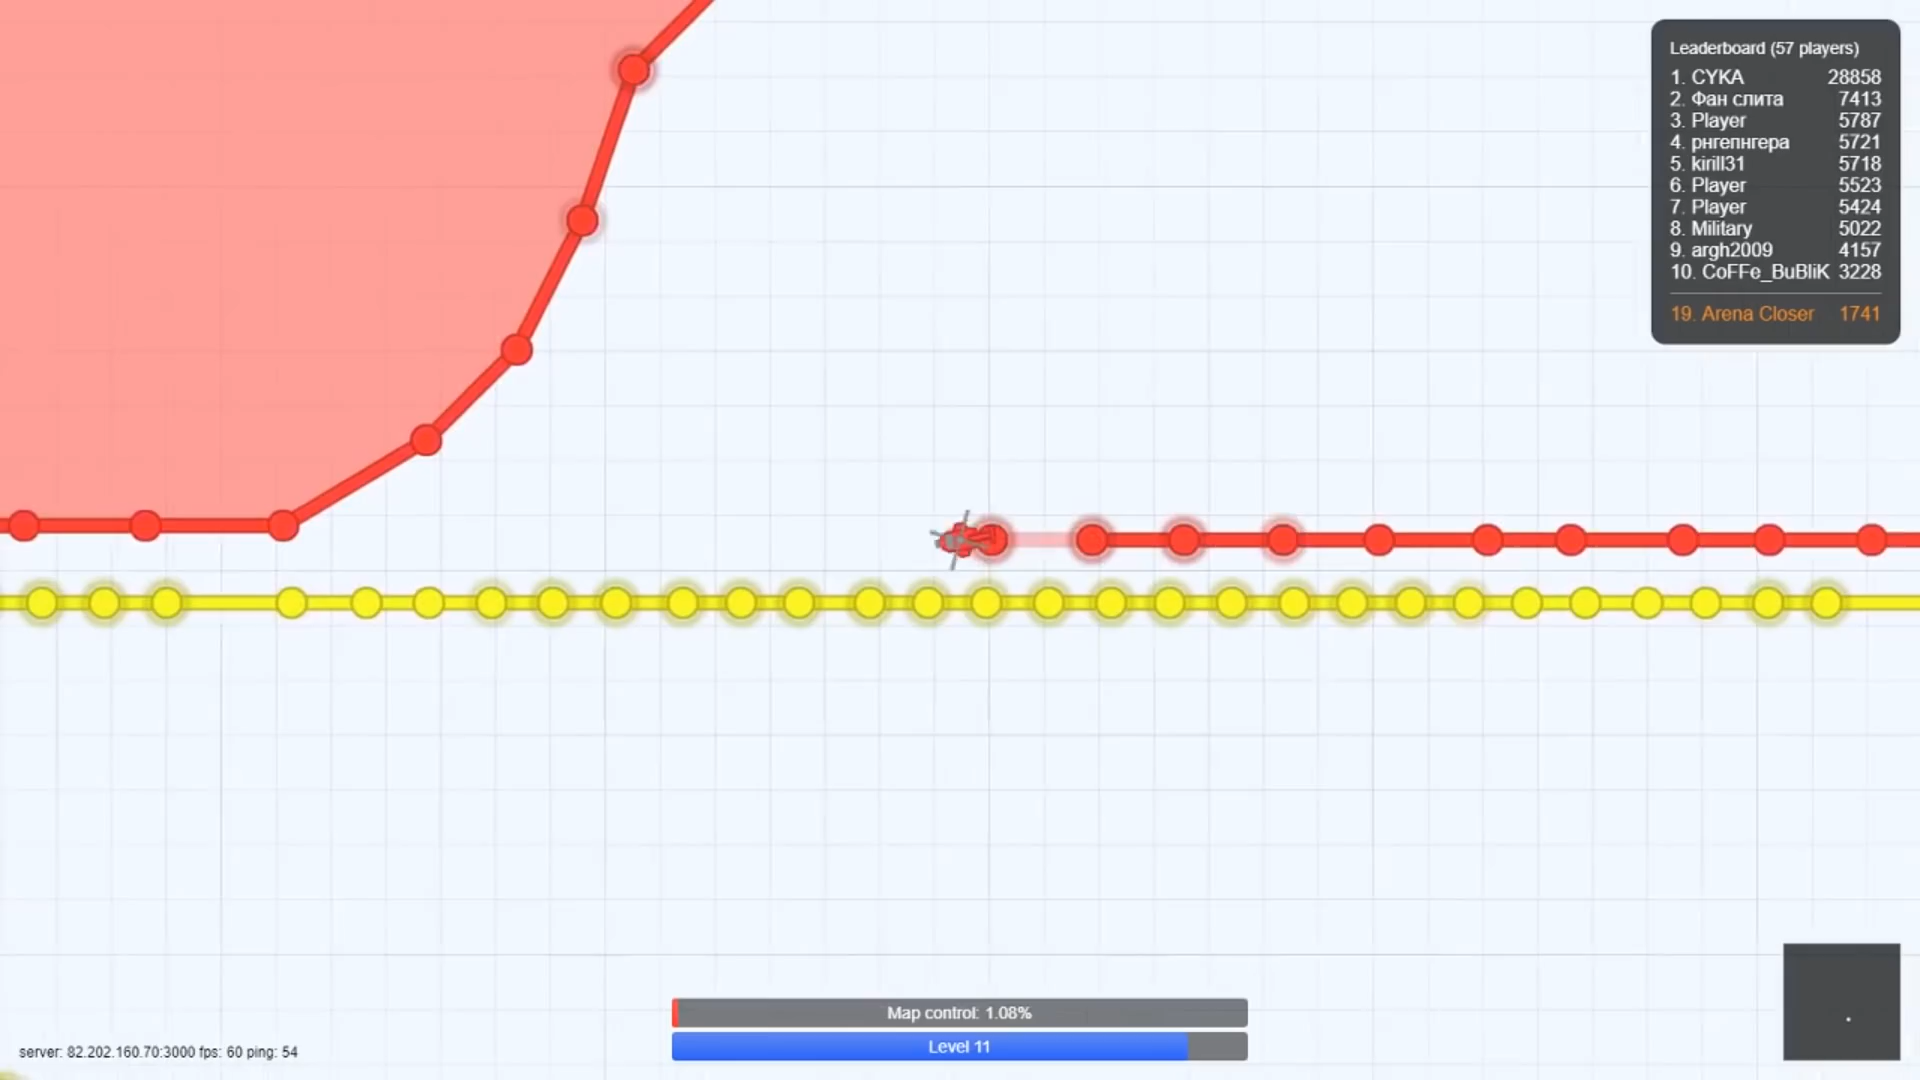 Leaderboard (57 players)
1. CYKA 28858
2. Фан слита 7413
3. Player 5787
4. рнгепнгера 5721
5. kirill31 5718
6. Player 5523
7. Player 5424
8. Military 5022
9. argh2009 4157
10. CoFFe_BuBliK 3228
19. Arena Closer 1741
Map control: 1.08%
Level 11
server: 82.202.160.70:3000 fps: 60 ping: 54